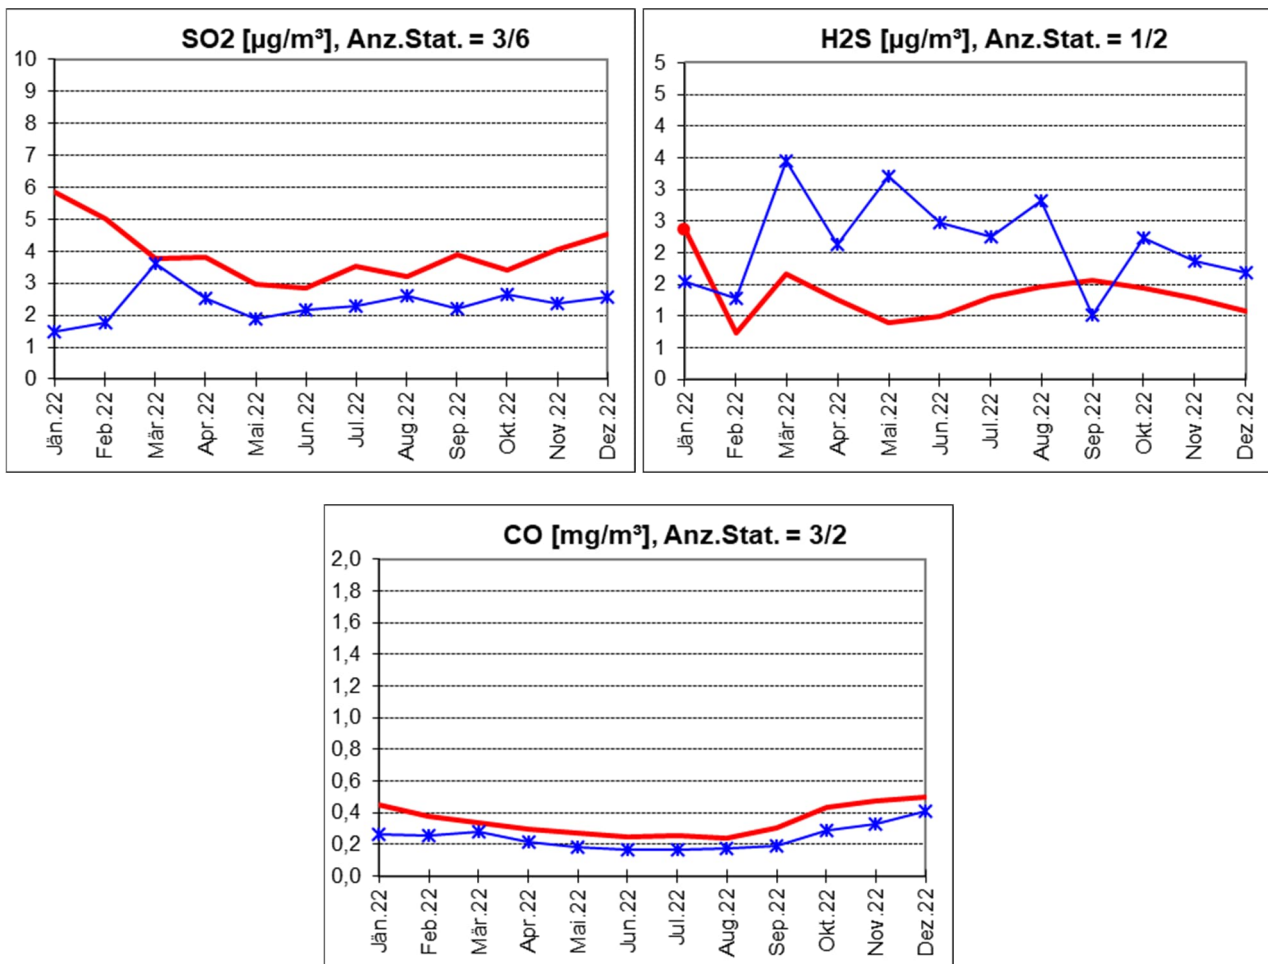 SO2 [µg/m³], Anz.Stat. = 3/6
10
9
8
7
6
5
4
3
2
1
0
Jän.22
Feb.22
Mär.22
Apr.22
Mai.22
Jun.22
Jul.22
Aug.22
Sep.22
Okt.22
Nov.22
Dez.22
H2S [µg/m³], Anz.Stat. = 1/2
5
5
4
4
3
3
2
2
1
1
0
Jän.22
Feb.22
Mär.22
Apr.22
Mai.22
Jun.22
Jul.22
Aug.22
Sep.22
Okt.22
Nov.22
Dez.22
CO [mg/m³], Anz.Stat. = 3/2
2,0
1,8
1,6
1,4
1,2
1,0
0,8
0,6
0,4
0,2
0,0
Jän.22
Feb.22
Mär.22
Apr.22
Mai.22
Jun.22
Jul.22
Aug.22
Sep.22
Okt.22
Nov.22
Dez.22